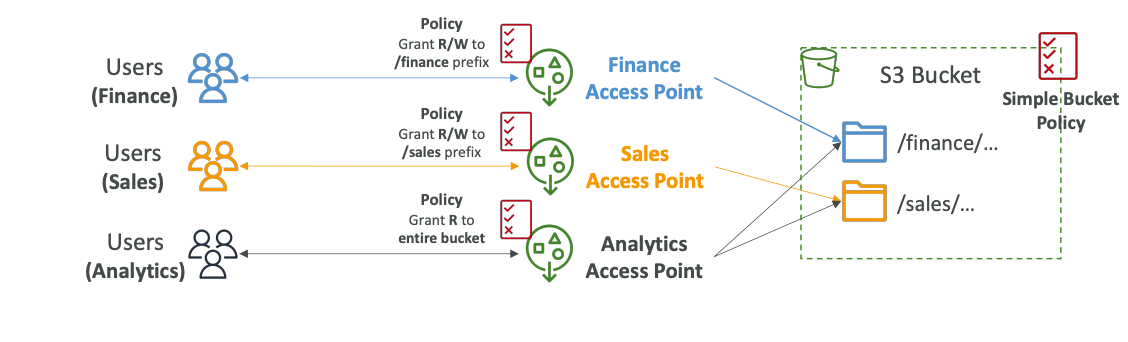 Policy
Grant R/W to
/finance prefix
Users
(Finance)
Finance
Access Point
S3 Bucket
Simple Bucket
Policy
Policy
Grant R/W to
/sales prefix
/finance/...
Users
(Sales)
Sales
Access Point
/sales/...
Policy
Grant R to
entire bucket
Users
(Analytics)
Analytics
Access Point